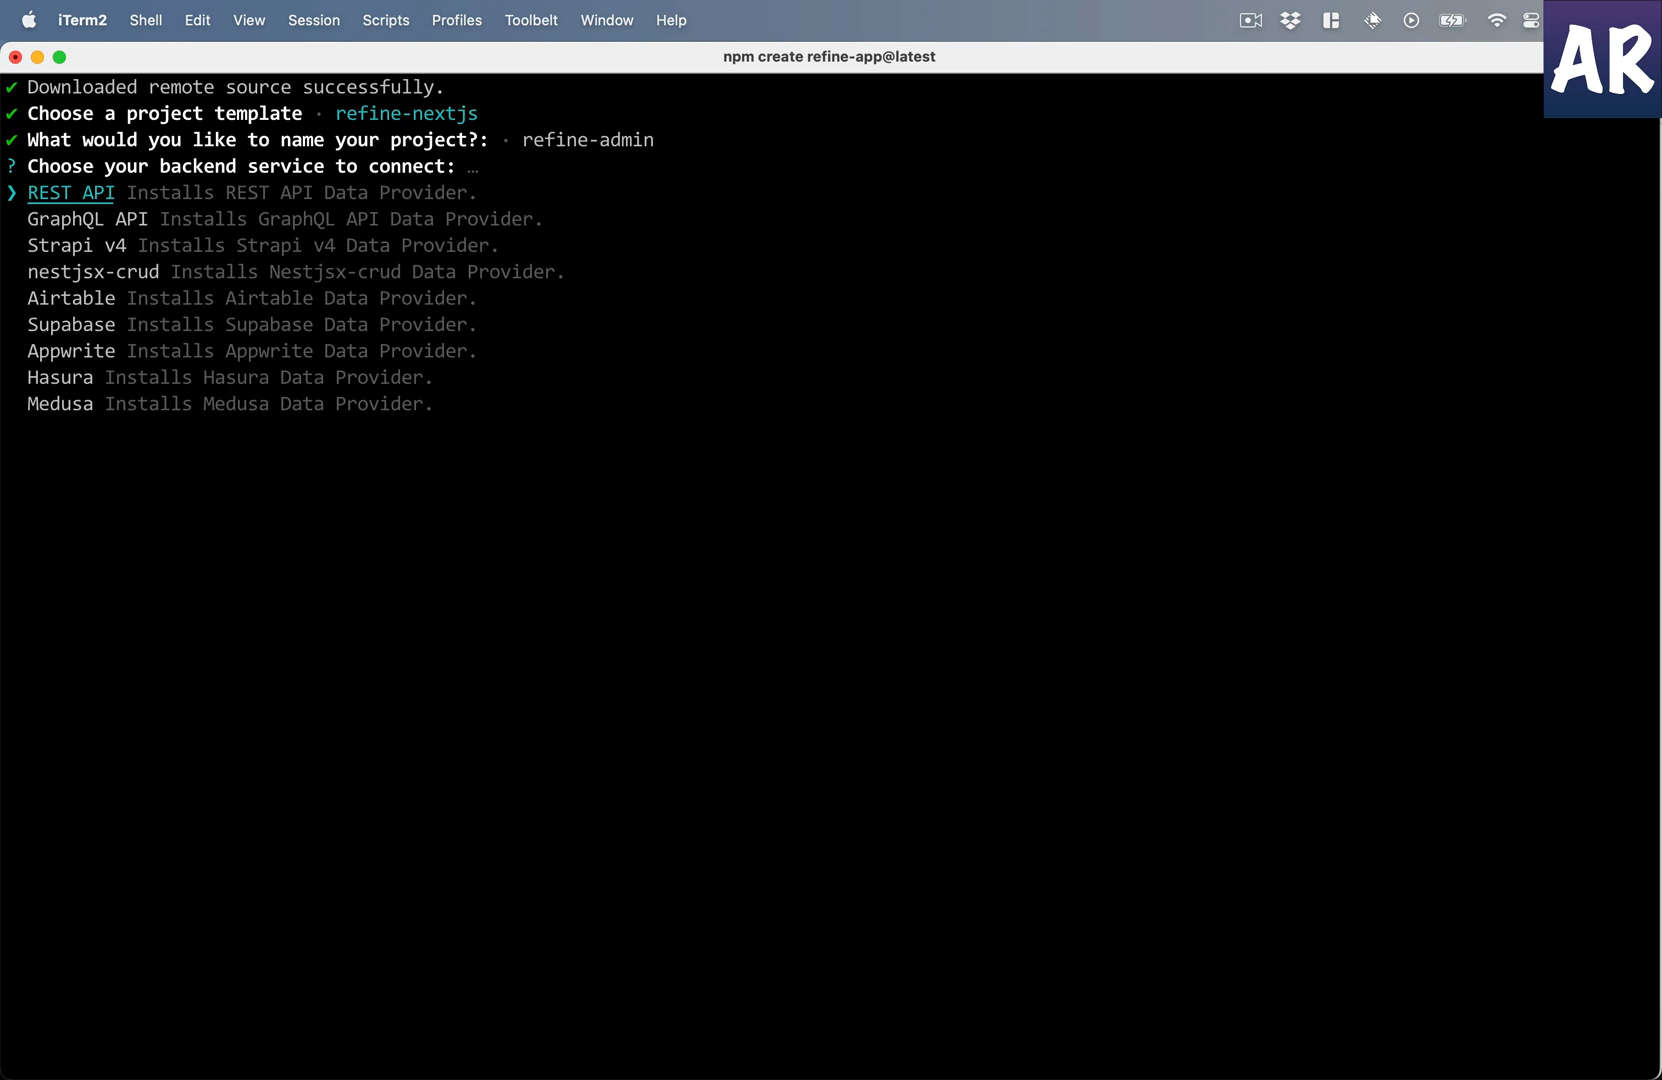 iTerm2 Shell Edit View Session Scripts Profiles Toolbelt Window Help
AR
npm create refine-app@latest
✔ Downloaded remote source successfully.
✔ Choose a project template · refine-nextjs
✔ What would you like to name your project?: · refine-admin
? Choose your backend service to connect: …
❯ REST API Installs REST API Data Provider.
GraphQL API Installs GraphQL API Data Provider.
Strapi v4 Installs Strapi v4 Data Provider.
nestjsx-crud Installs Nestjsx-crud Data Provider.
Airtable Installs Airtable Data Provider.
Supabase Installs Supabase Data Provider.
Appwrite Installs Appwrite Data Provider.
Hasura Installs Hasura Data Provider.
Medusa Installs Medusa Data Provider.